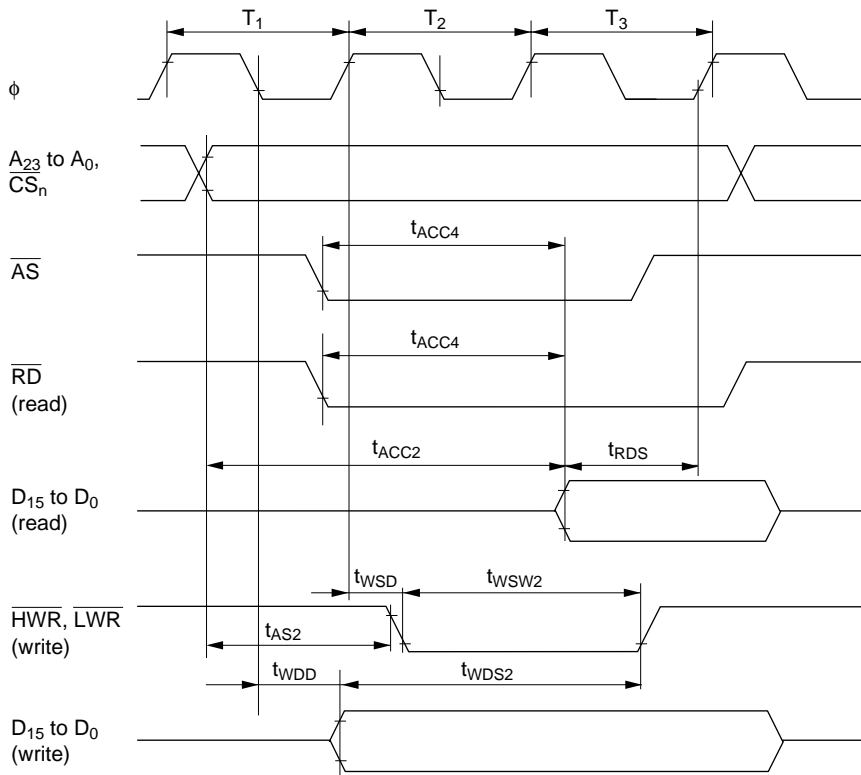 T1 T2 T3
ϕ
A23 to A0,
CSn
tACC4
AS
tACC4
RD
(read)
tACC2 tRDS
D15 to D0
(read)
tWSD tWSW2
HWR, LWR
(write)
tAS2
tWDD tWDS2
D15 to D0
(write)